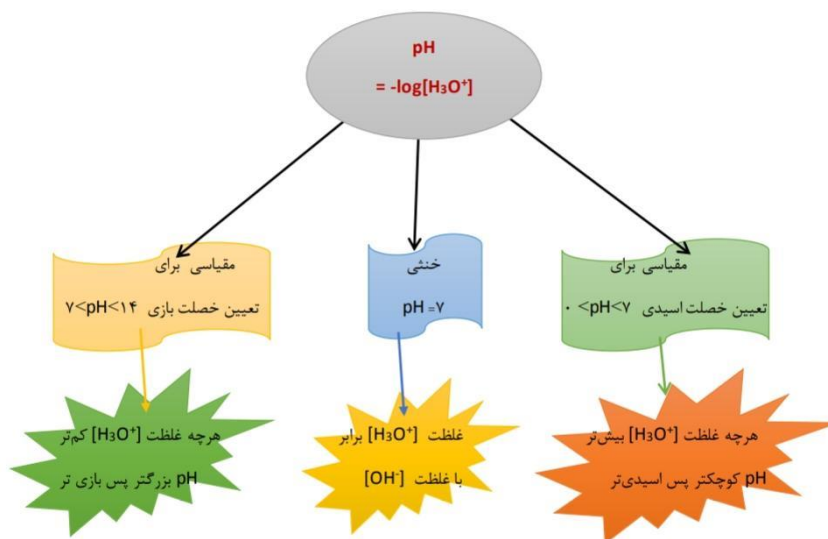 pH
= -log[H₃O⁺]
مقیاسی برای
تعیین خصلت اسیدی ۰ <pH<۷
خنثی
pH =۷
مقیاسی برای
تعیین خصلت بازی ۷<pH<۱۴
هرچه غلظت [H₃O⁺] بیش‌تر
pH کوچکتر پس اسیدی‌تر
غلظت [H₃O⁺] برابر
با غلظت [OH⁻]
هرچه غلظت [H₃O⁺] کم‌تر
pH بزرگتر پس بازی تر